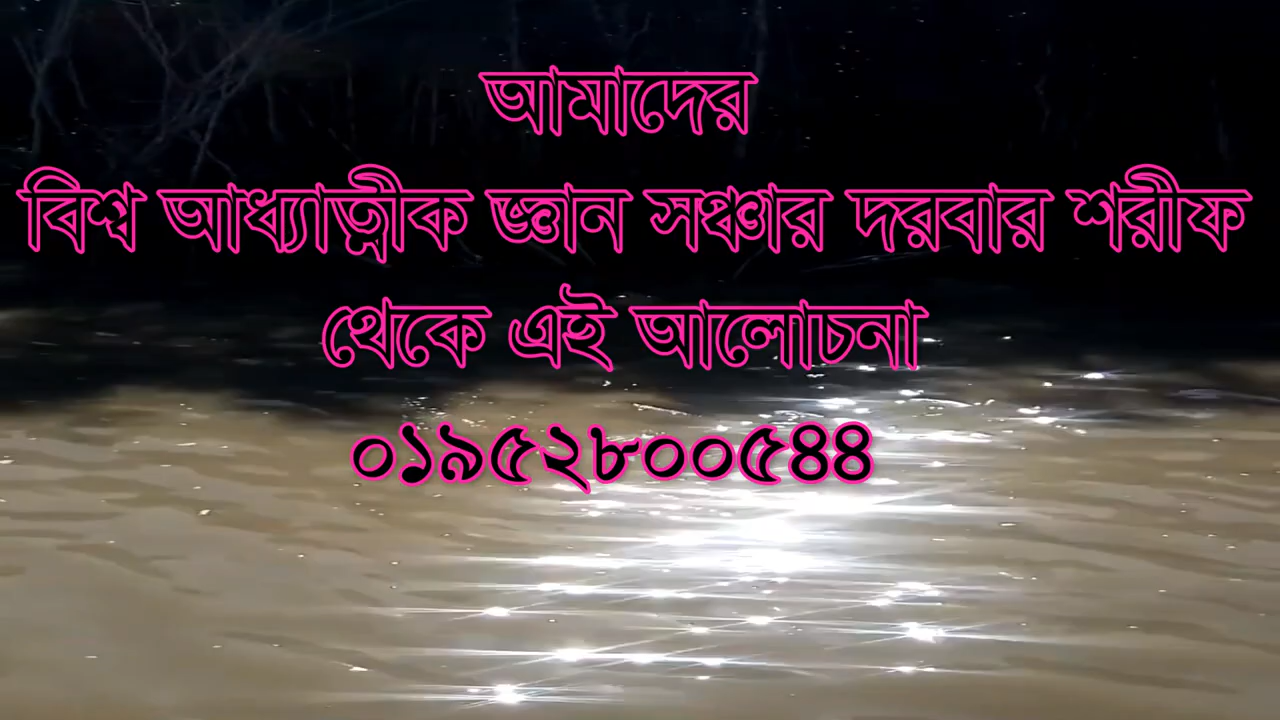 আমাদের
বিশ্ব আধ্যাত্নীক জ্ঞান সঞ্চার দরবার শরীফ
থেকে এই আলোচনা
০১৯৫২৮০০৫৪৪